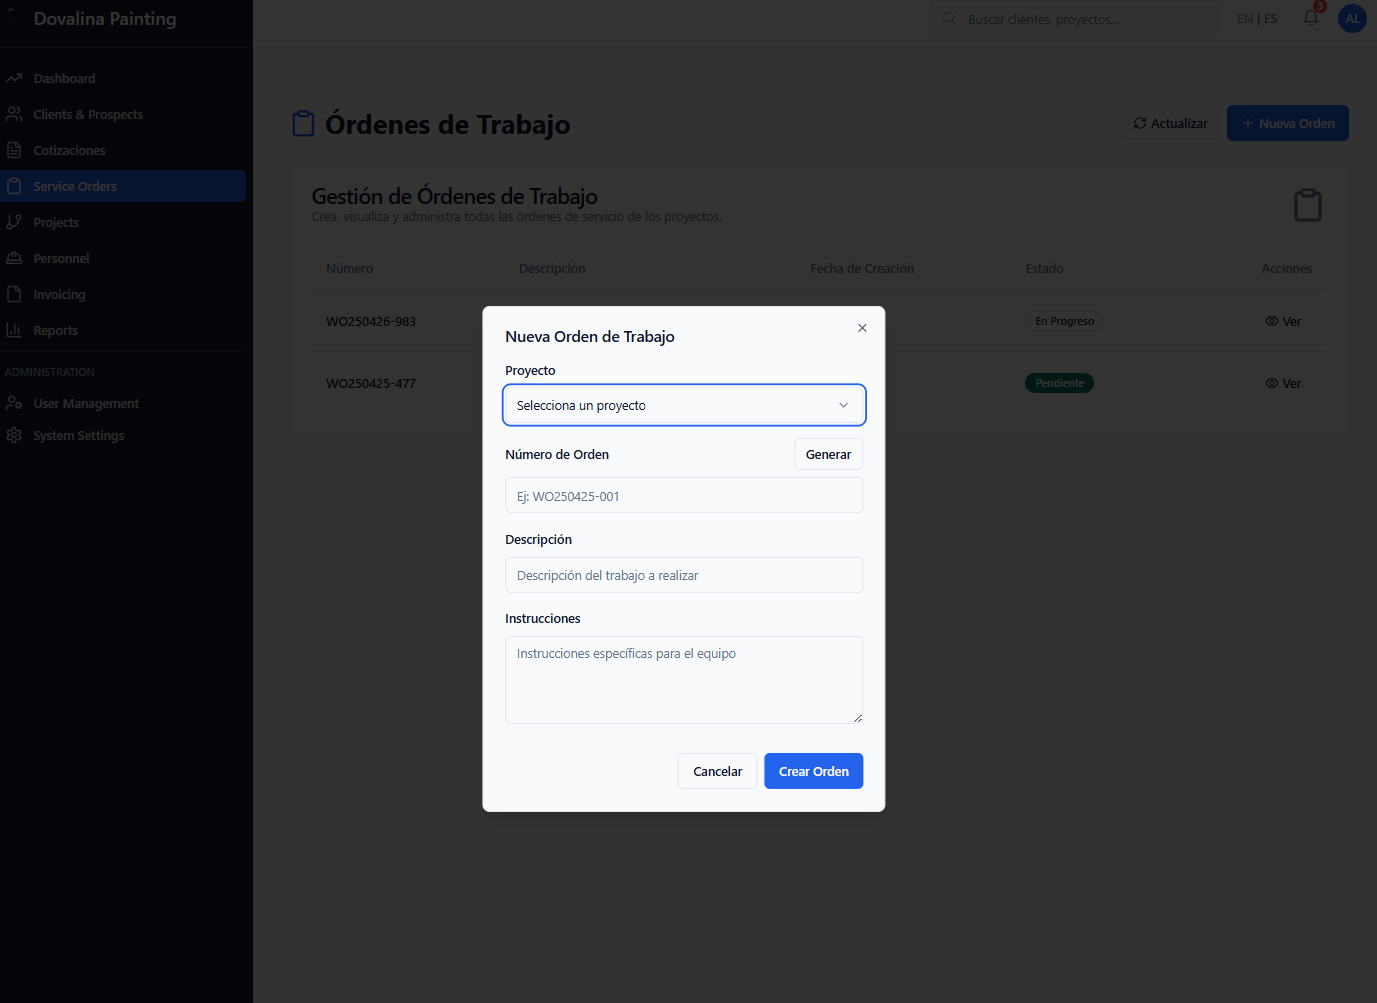 Dovalina Painting
Buscar clientes, proyectos...
EN | ES
3
AL
Dashboard
Clients & Prospects
Cotizaciones
Service Orders
Projects
Personnel
Invoicing
Reports
ADMINISTRATION
User Management
System Settings
Órdenes de Trabajo
Actualizar
+ Nueva Orden
Gestión de Órdenes de Trabajo
Crea, visualiza y administra todas las órdenes de servicio de los proyectos.
Número Descripción Fecha de Creación Estado Acciones
WO250426-983 En Progreso Ver
WO250425-477 Pendiente Ver
Nueva Orden de Trabajo
Proyecto
Selecciona un proyecto
Número de Orden
Generar
Ej: WO250425-001
Descripción
Descripción del trabajo a realizar
Instrucciones
Instrucciones específicas para el equipo
Cancelar
Crear Orden